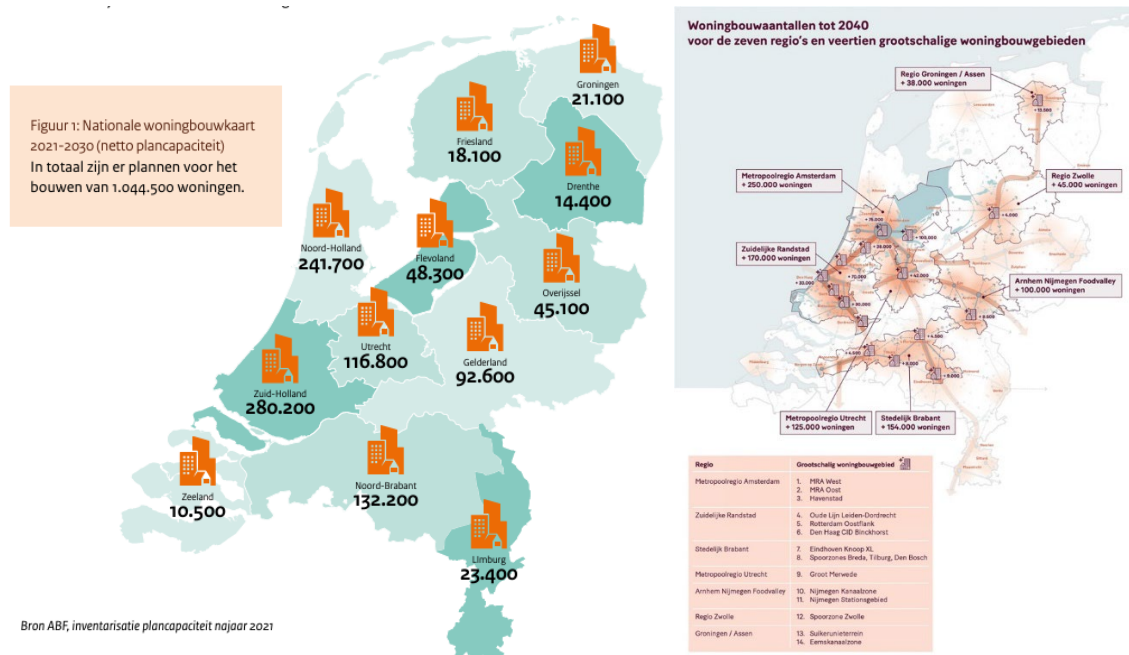 Figuur 1: Nationale woningbouwkaart
2021-2030 (netto plancapaciteit)
In totaal zijn er plannen voor het
bouwen van 1.044.500 woningen.
Groningen
21.100
Friesland
18.100
Drenthe
14.400
Noord-Holland
241.700
Flevoland
48.300
Overijssel
45.100
Utrecht
116.800
Gelderland
92.600
Zuid-Holland
280.200
Zeeland
10.500
Noord-Brabant
132.200
LImburg
23.400
Bron ABF, inventarisatie plancapaciteit najaar 2021
Woningbouwaantallen tot 2040
voor de zeven regio's en veertien grootschalige woningbouwgebieden
Regio Groningen / Assen
+ 38.000 woningen
Metropoolregio Amsterdam
+ 250.000 woningen
Regio Zwolle
+ 45.000 woningen
Zuidelijke Randstad
+ 170.000 woningen
Arnhem Nijmegen Foodvalley
+ 100.000 woningen
Metropoolregio Utrecht
+ 125.000 woningen
Stedelijk Brabant
+ 154.000 woningen
Regio Grootschalig woningbouwgebied
Metropoolregio Amsterdam 1. MRA West
2. MRA Oost
3. Havenstad
Zuidelijke Randstad 4. Oude Lijn Leiden-Dordrecht
5. Rotterdam Oostflank
6. Den Haag CID Binckhorst
Stedelijk Brabant 7. Eindhoven Knoop XL
8. Spoorzones Breda, Tilburg, Den Bosch
Metropoolregio Utrecht 9. Groot Merwede
Arnhem Nijmegen Foodvalley 10. Nijmegen Kanaalzone
11. Nijmegen Stationsgebied
Regio Zwolle 12. Spoorzone Zwolle
Groningen / Assen 13. Suikerunieterrein
14. Eemskanaalzone